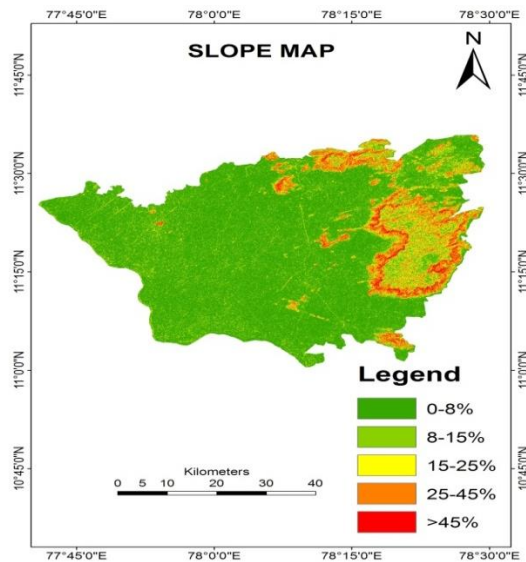 77°45'0"E 78°0'0"E 78°15'0"E 78°30'0"E
SLOPE MAP
N
11°45'0"N 11°45'0"N
11°30'0"N 11°30'0"N
11°15'0"N 11°15'0"N
11°0'0"N 11°0'0"N
Legend
0-8%
8-15%
15-25%
25-45%
>45%
Kilometers
0 5 10 20 30 40
10°45'0"N 10°45'0"N
77°45'0"E 78°0'0"E 78°15'0"E 78°30'0"E